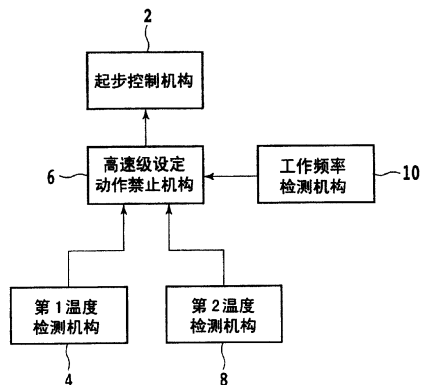 2
起步控制机构
高速级设定
动作禁止机构
6
工作频率
检测机构
10
第1温度
检测机构
第2温度
检测机构
4
8